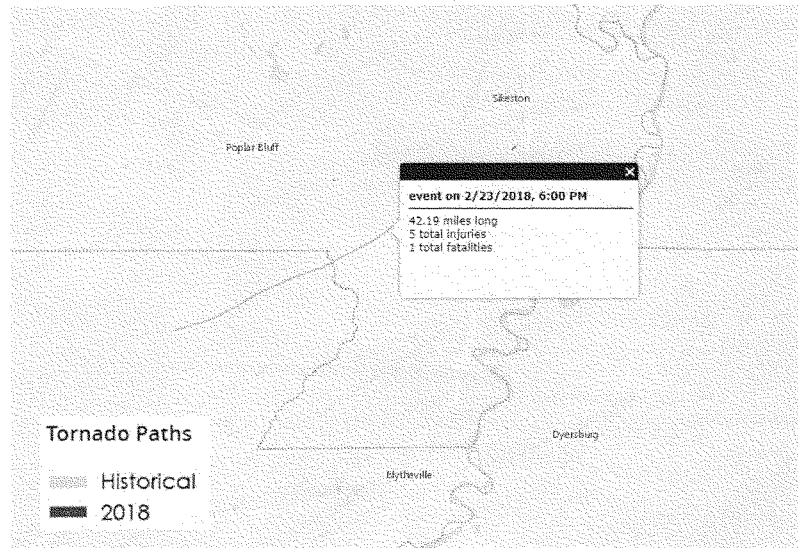 Sikeston
Poplar Bluff
×
event on 2/23/2018, 6:00 PM
42.19 miles long
5 total injuries
1 total fatalities
Tornado Paths
Historical
2018
Dyersburg
Blytheville